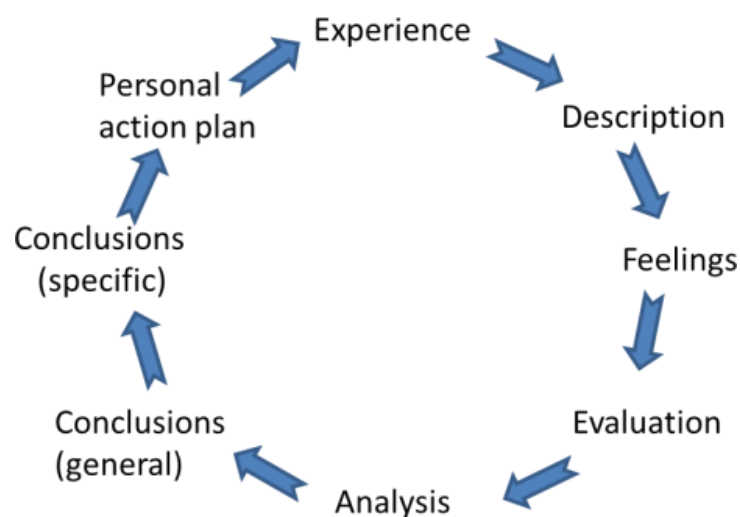 Experience
Description
Feelings
Evaluation
Analysis
Conclusions
(general)
Conclusions
(specific)
Personal
action plan